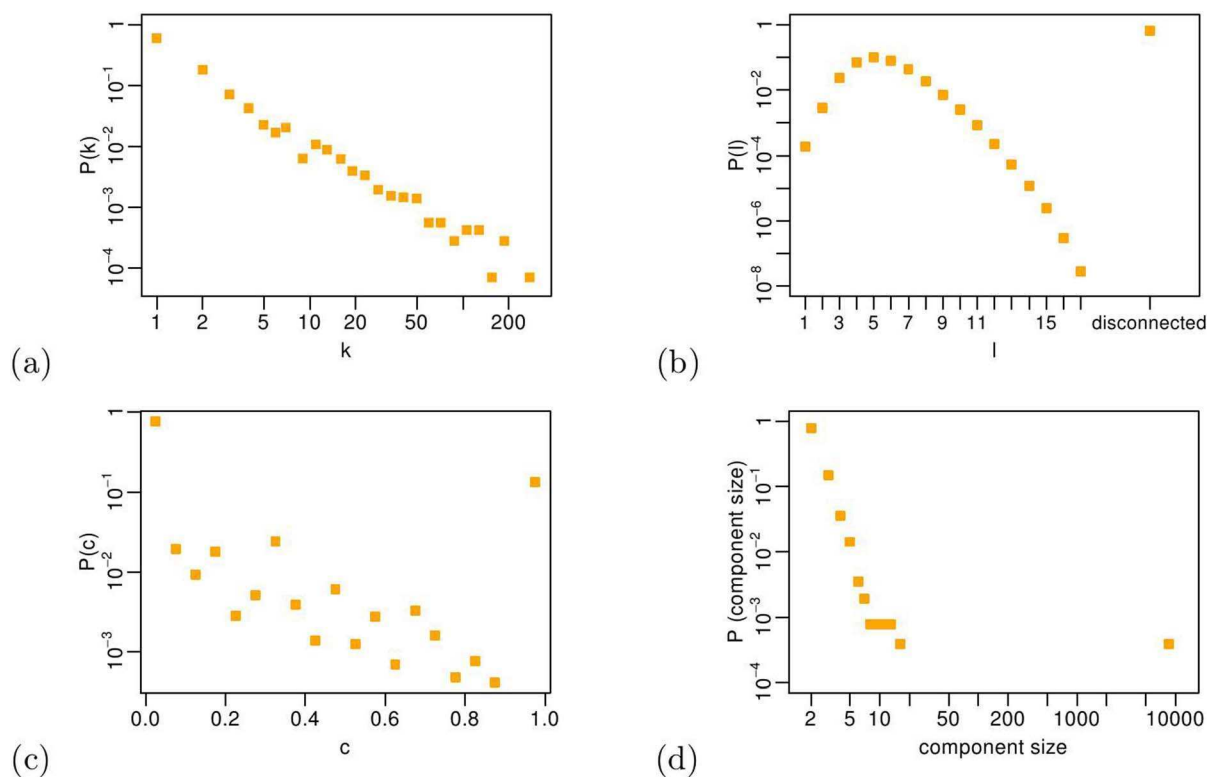 P(k)
1
10−1
10−2
10−3
10−4
1 2 5 10 20 50 200
k
(a)
P(l)
1
10−2
10−4
10−6
10−8
1 3 5 7 9 11 15 disconnected
l
(b)
P(c)
1
10−1
10−2
10−3
0.0 0.2 0.4 0.6 0.8 1.0
c
(c)
P (component size)
1
10−1
10−2
10−3
10−4
2 5 10 50 200 1000 10000
component size
(d)